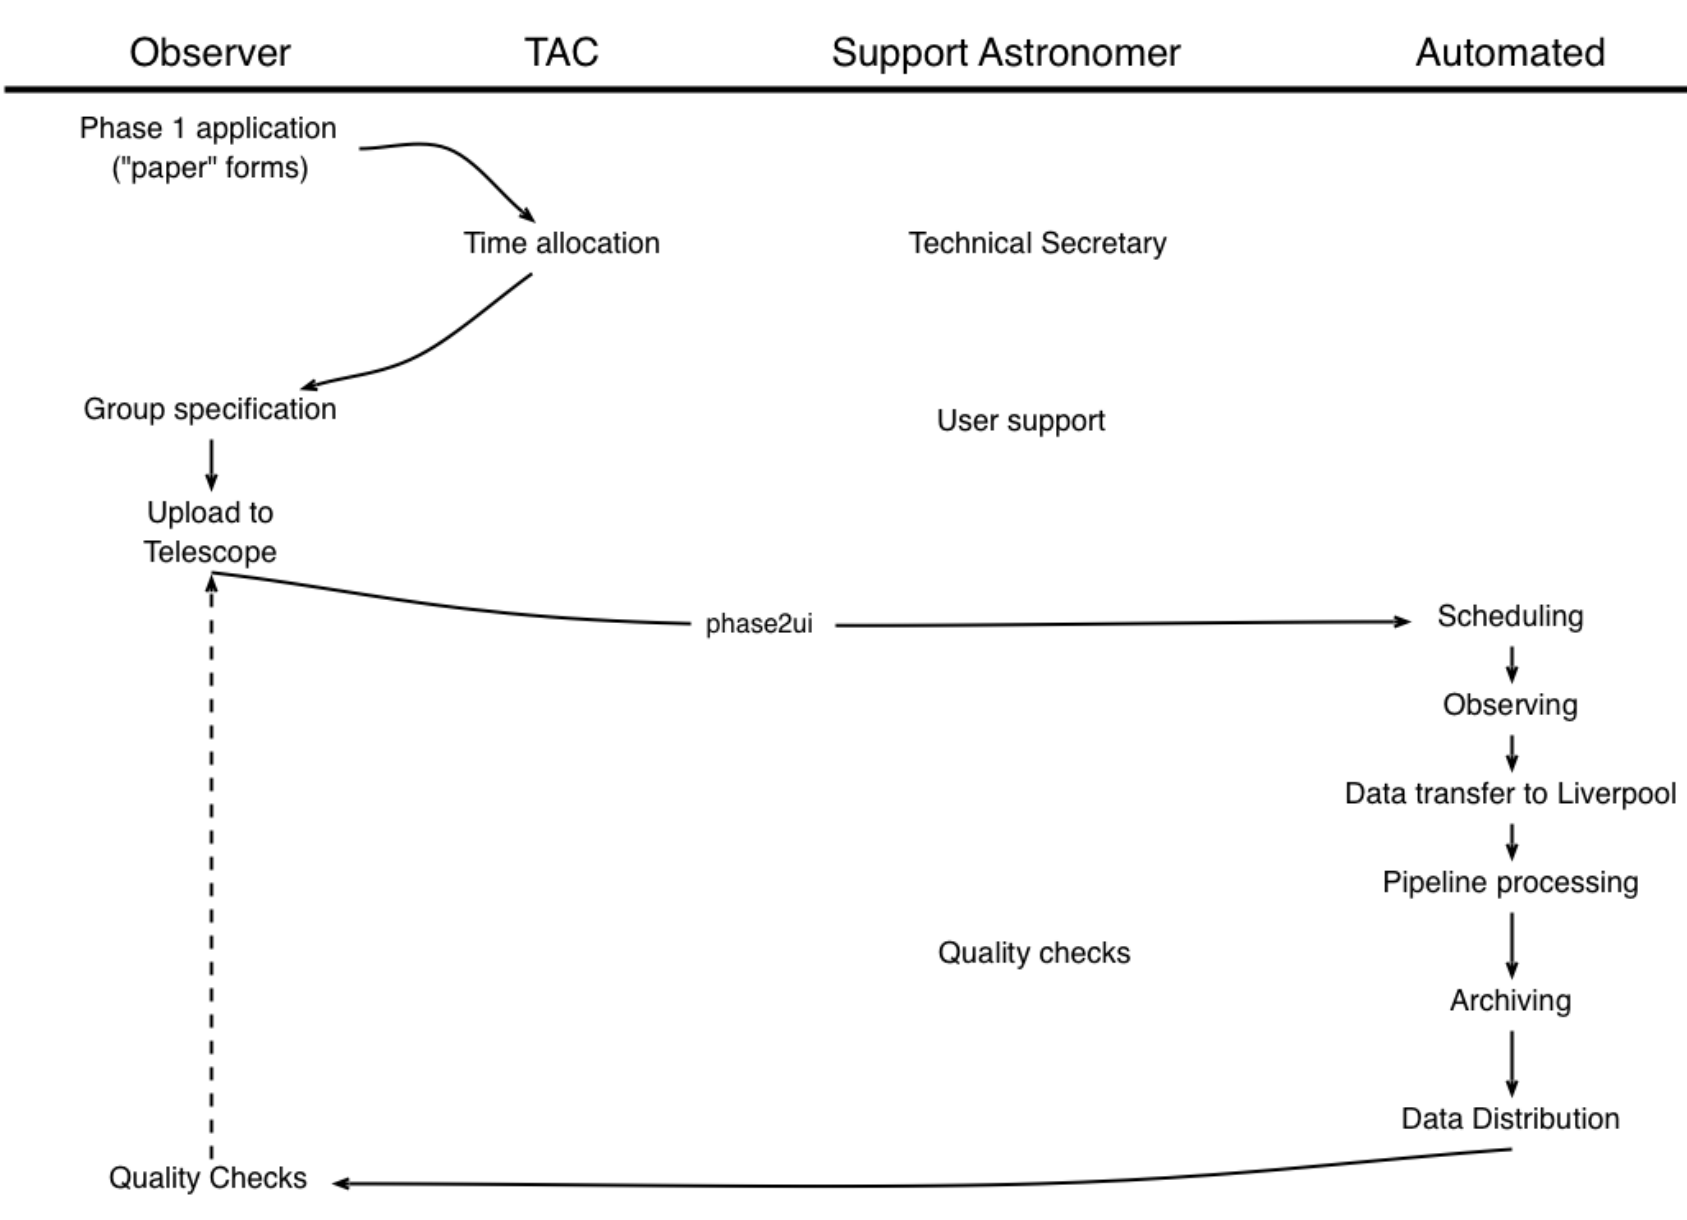 Observer
TAC
Support Astronomer
Automated
Phase 1 application
("paper" forms)
Time allocation
Technical Secretary
Group specification
User support
Upload to
Telescope
phase2ui
Scheduling
Observing
Data transfer to Liverpool
Pipeline processing
Quality checks
Archiving
Data Distribution
Quality Checks